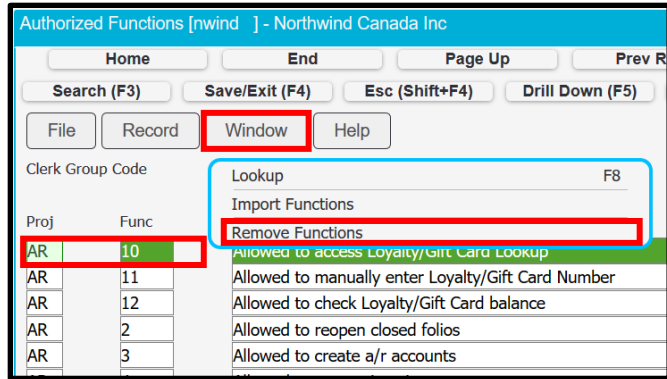 Authorized Functions [nwind ] - Northwind Canada Inc
Home End Page Up Prev R
Search (F3) Save/Exit (F4) Esc (Shift+F4) Drill Down (F5)
File Record Window Help
Clerk Group Code
Lookup F8
Import Functions
Proj Func
Remove Functions
AR 10 Allowed to access Loyalty/Gift Card Lookup
AR 11 Allowed to manually enter Loyalty/Gift Card Number
AR 12 Allowed to check Loyalty/Gift Card balance
AR 2 Allowed to reopen closed folios
AR 3 Allowed to create a/r accounts